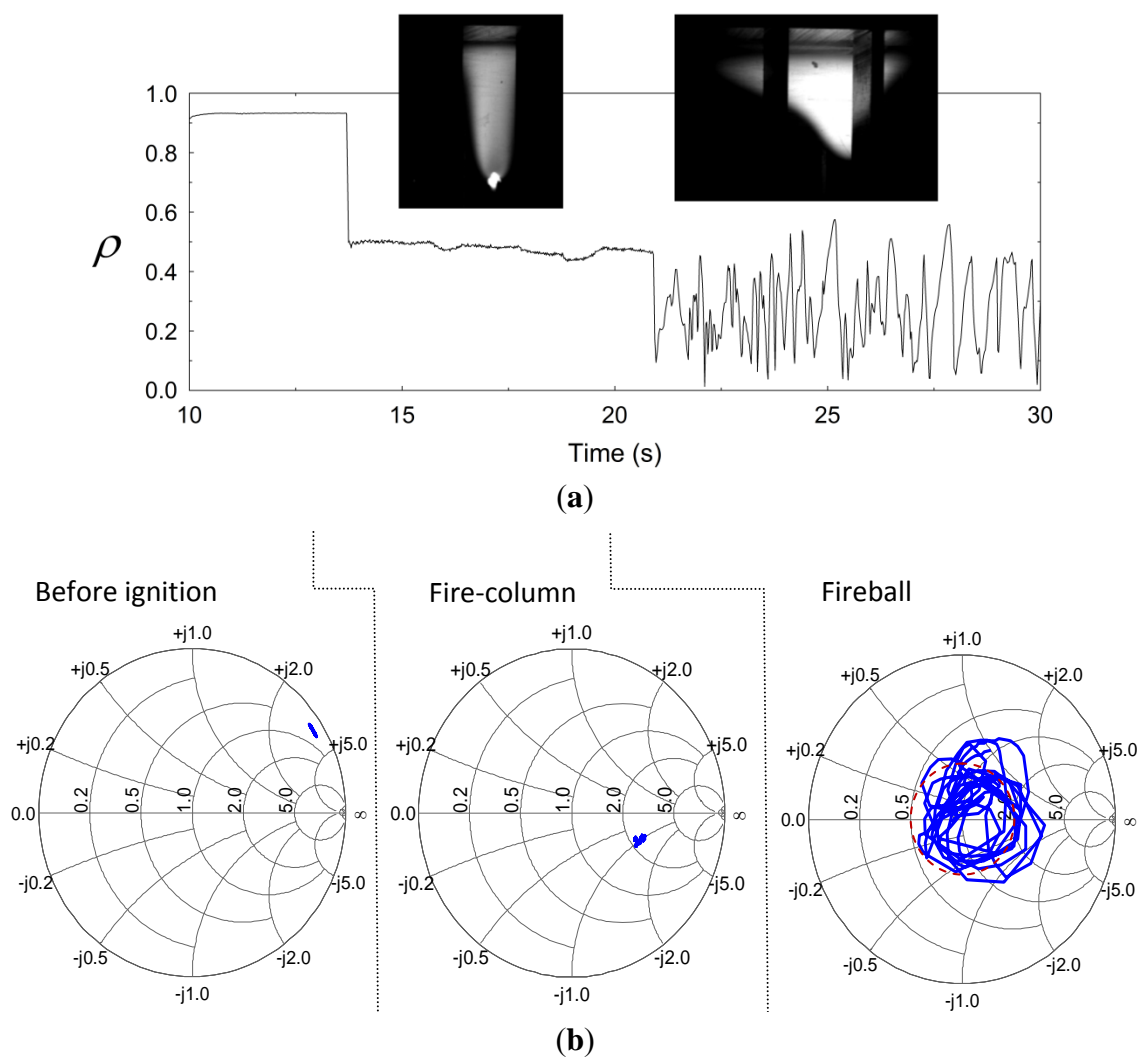 1.0
0.8
0.6
ρ
0.4
0.2
0.0
10 15 20 25 30
Time (s)
(a)
Before ignition Fire-column Fireball
+j1.0 +j1.0 +j1.0
+j0.5 +j2.0 +j0.5 +j2.0 +j0.5 +j2.0
+j0.2 +j5.0 +j0.2 +j5.0 +j0.2 +j5.0
0.0 0.2 0.5 1.0 2.0 5.0 ∞ 0.0 0.2 0.5 1.0 2.0 5.0 ∞ 0.0 0.2 0.5 2.0 5.0 ∞
-j0.2 -j5.0 -j0.2 -j5.0 -j0.2 -j5.0
-j0.5 -j2.0 -j0.5 -j2.0 -j0.5 -j2.0
-j1.0 -j1.0 -j1.0
(b)